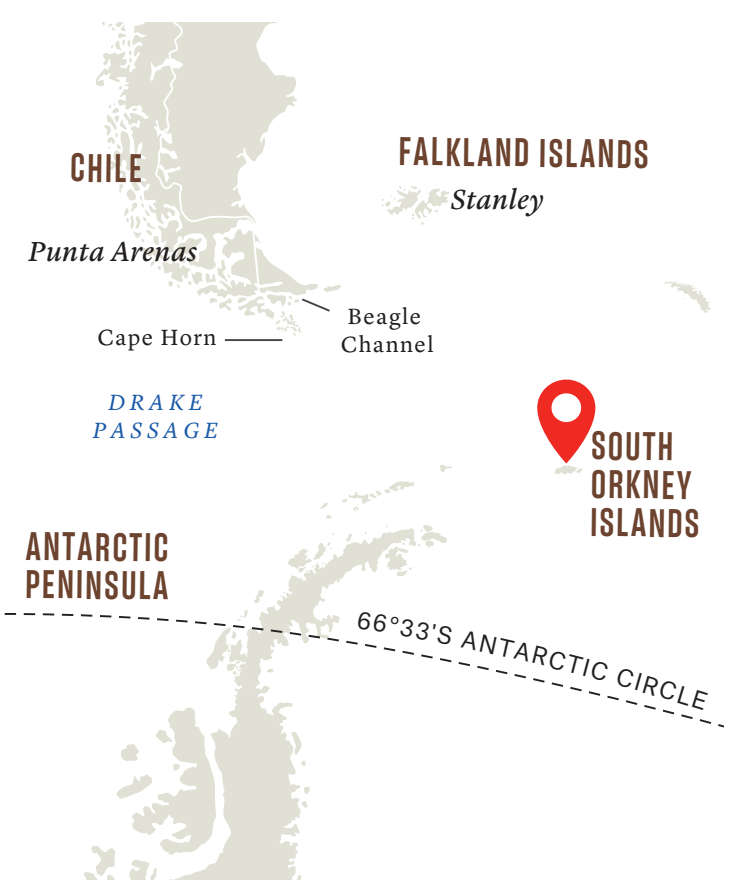 FALKLAND ISLANDS
CHILE
Stanley
Punta Arenas
Beagle
Channel
Cape Horn
DRAKE
PASSAGE
SOUTH
ORKNEY
ISLANDS
ANTARCTIC
PENINSULA
66°33'S ANTARCTIC CIRCLE